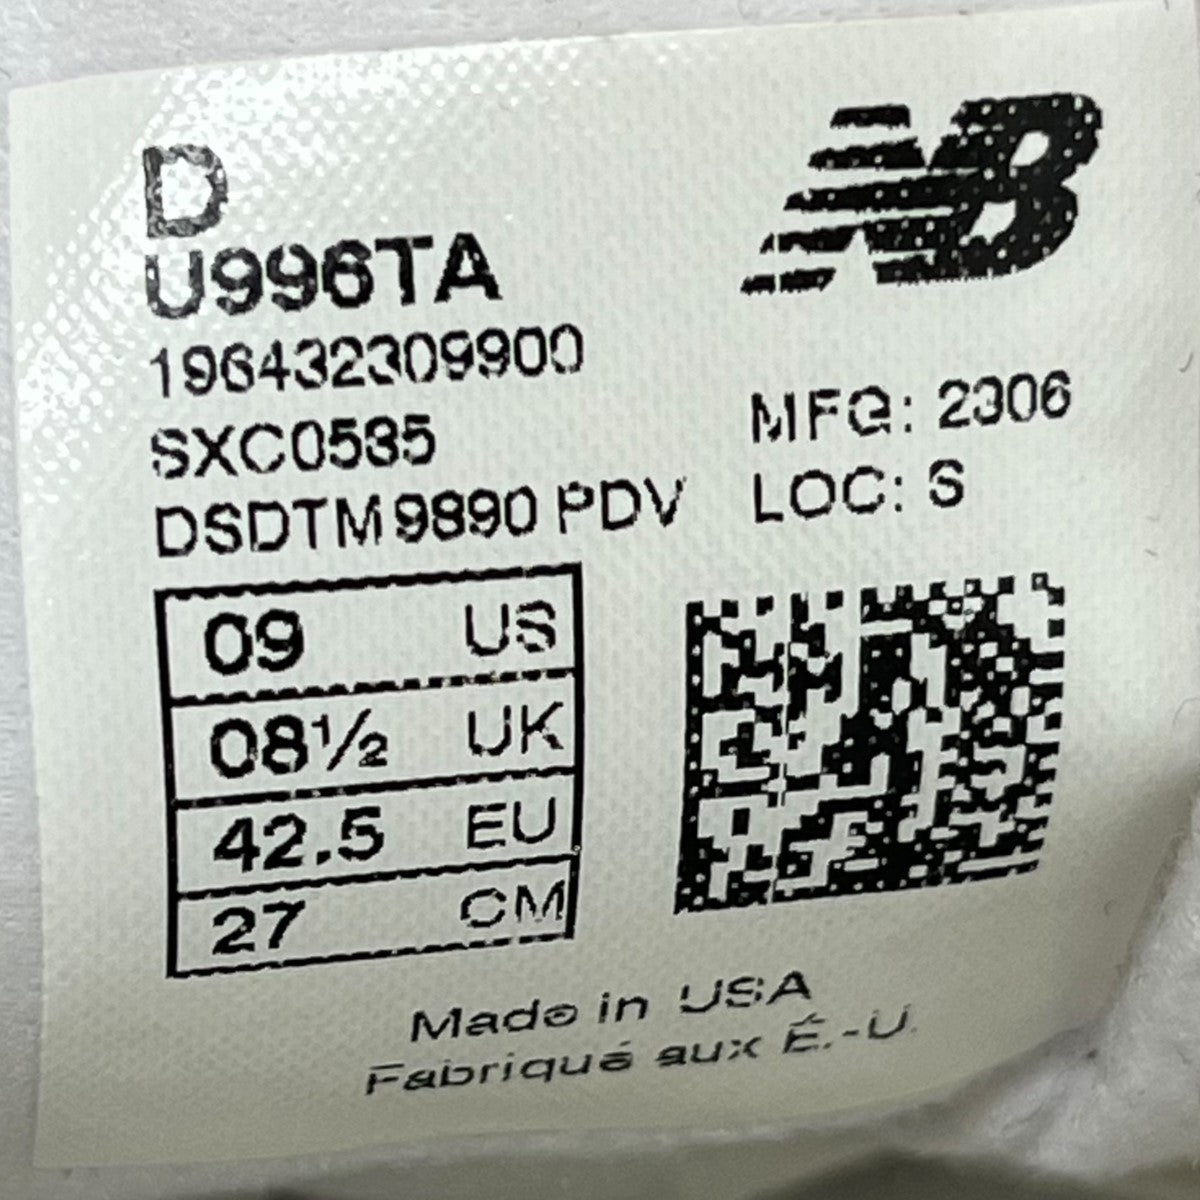 D
NB
U996TA
196432309900
SXC0535
MFG: 2306
DSDTM9890 PDV
LOC: S
09 US
08½ UK
42.5 EU
27 CM
Made in USA
Fabriqué aux É.-U.